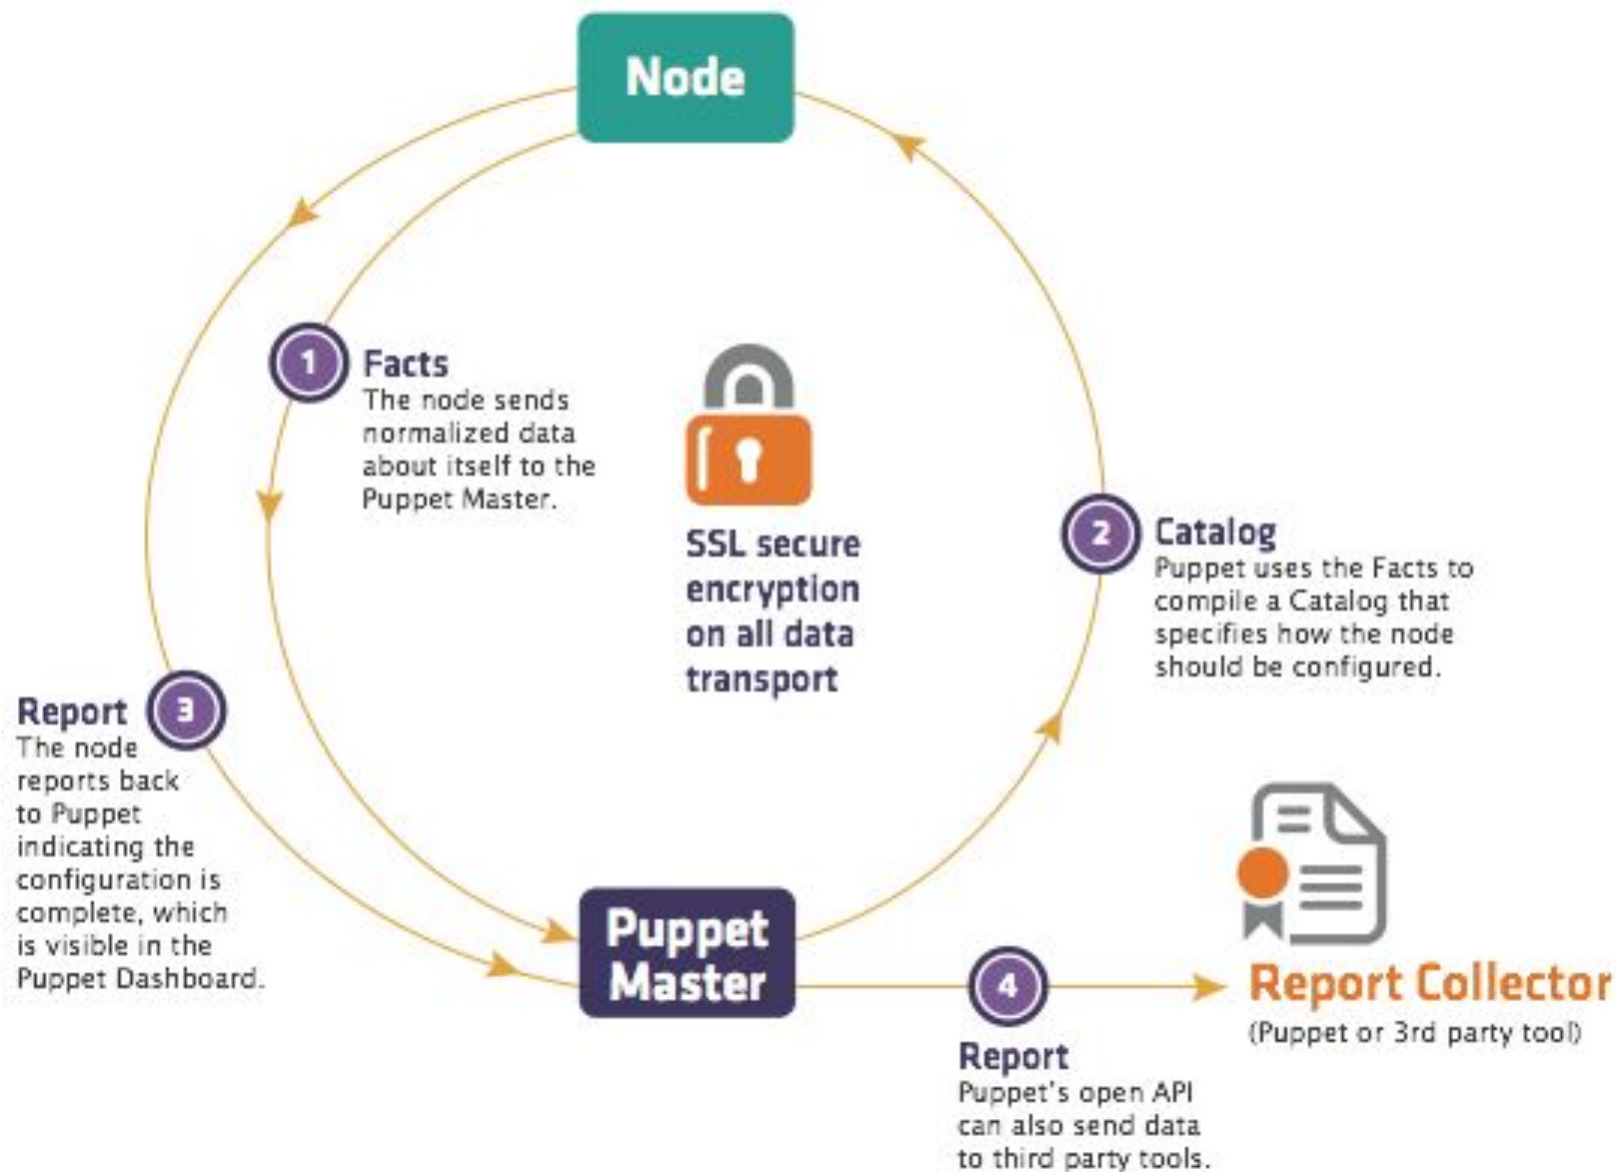 Node
1
Facts
The node sends
normalized data
about itself to the
Puppet Master.
SSL secure
encryption
on all data
transport
2
Catalog
Puppet uses the Facts to
compile a Catalog that
specifies how the node
should be configured.
3
Report
The node
reports back
to Puppet
indicating the
configuration is
complete, which
is visible in the
Puppet Dashboard.
Puppet
Master
4
Report
Puppet's open API
can also send data
to third party tools.
Report Collector
(Puppet or 3rd party tool)